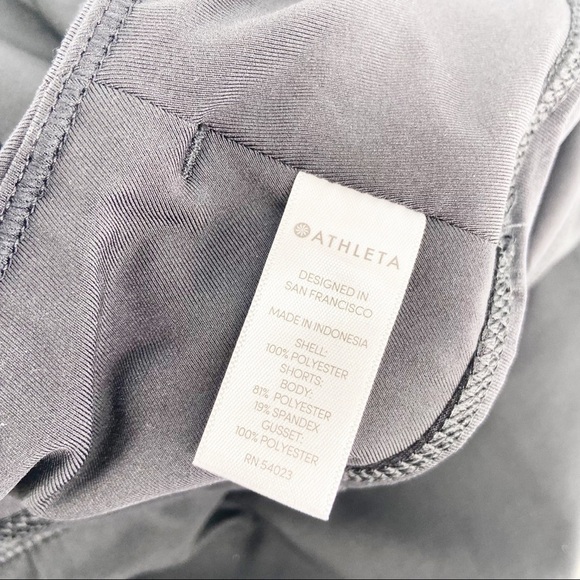 ATHLETA
DESIGNED IN
SAN FRANCISCO
MADE IN INDONESIA
SHELL:
100% POLYESTER
SHORTS:
BODY:
81% POLYESTER
19% SPANDEX
GUSSET:
100% POLYESTER
RN 54023